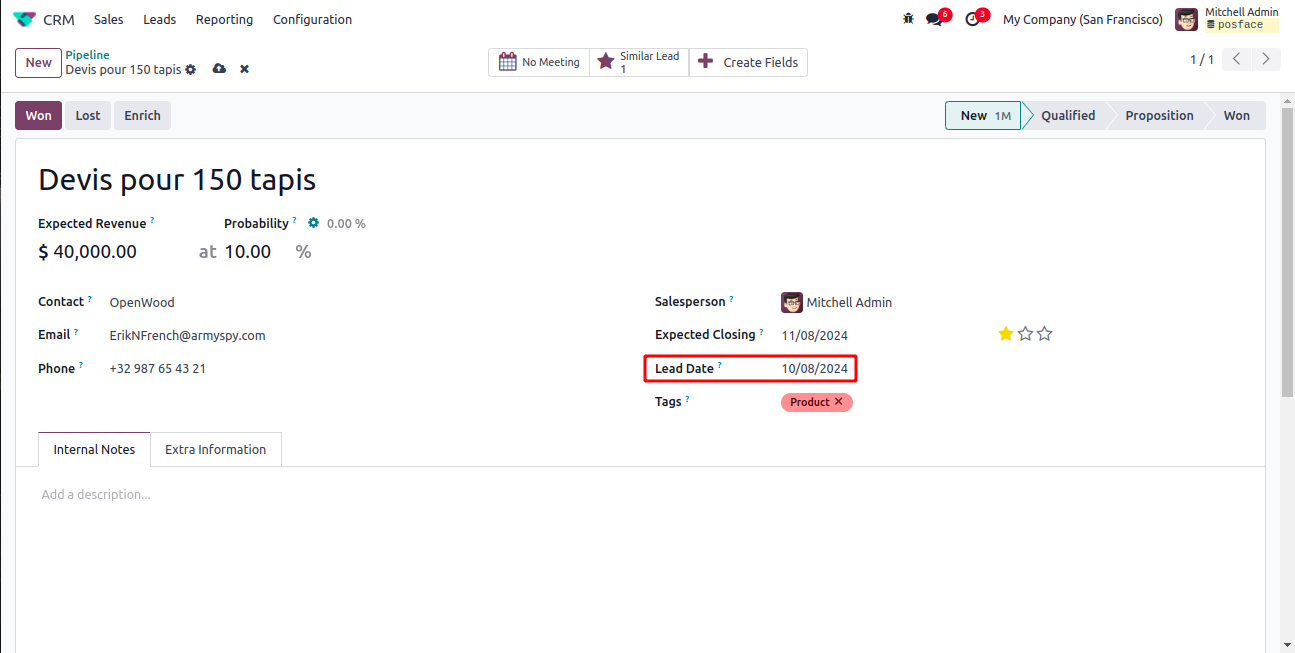 CRM Sales Leads Reporting Configuration 6 3 My Company (San Francisco) Mitchell Admin
posface
New Pipeline
Devis pour 150 tapis
No Meeting Similar Lead
1 Create Fields 1 / 1
Won Lost Enrich New 1M Qualified Proposition Won
Devis pour 150 tapis
Expected Revenue ? Probability ? 0.00 %
$ 40,000.00 at 10.00 %
Contact ? OpenWood Salesperson ? Mitchell Admin
Email ? ErikNFrench@armyspy.com Expected Closing ? 11/08/2024
Phone ? +32 987 65 43 21 Lead Date ? 10/08/2024
Tags ? Product ×
Internal Notes Extra Information
Add a description...